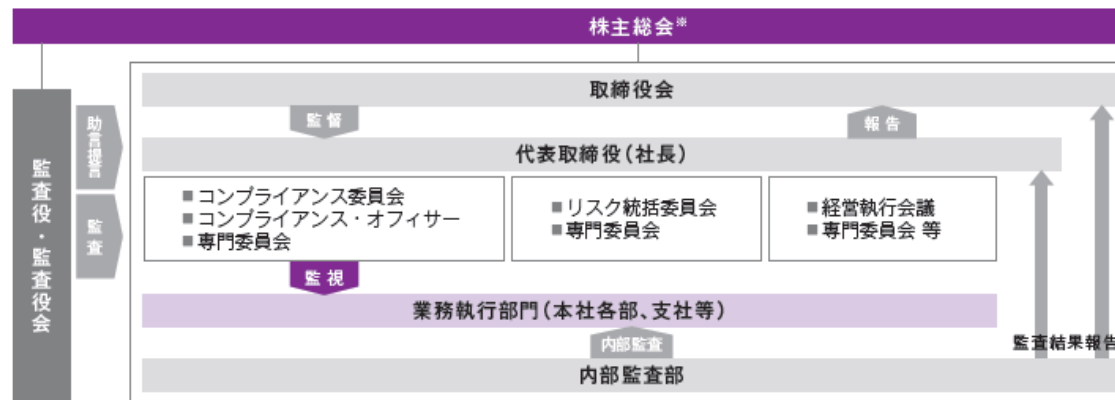 株主総会※
取締役会
監督
報告
助言提言
代表取締役(社長)
監査役・監査役会
監査
■コンプライアンス委員会
■コンプライアンス・オフィサー
■専門委員会
■リスク統括委員会
■専門委員会
■経営執行会議
■専門委員会 等
監視
業務執行部門(本社各部、支社等)
内部監査
監査結果報告
内部監査部